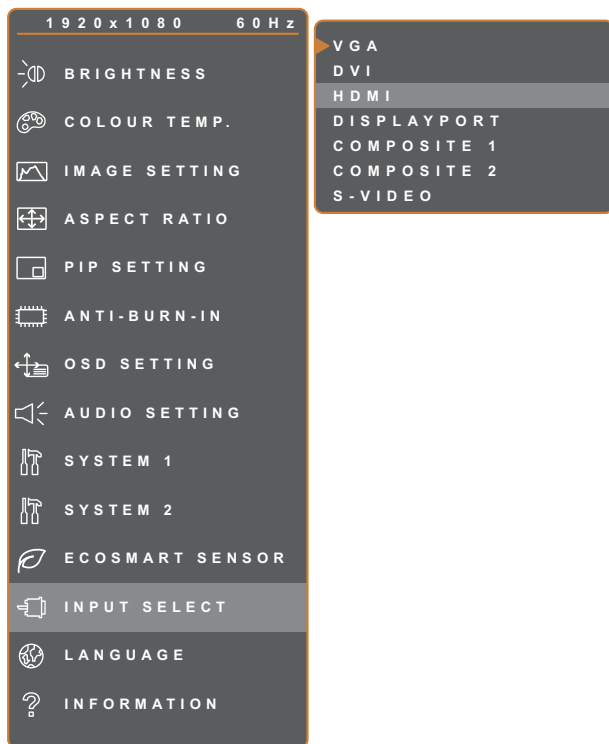 1920x1080 60Hz
BRIGHTNESS
COLOUR TEMP.
IMAGE SETTING
ASPECT RATIO
PIP SETTING
ANTI-BURN-IN
OSD SETTING
AUDIO SETTING
SYSTEM 1
SYSTEM 2
ECOSMART SENSOR
INPUT SELECT
LANGUAGE
INFORMATION
VGA
DVI
HDMI
DISPLAYPORT
COMPOSITE 1
COMPOSITE 2
S-VIDEO